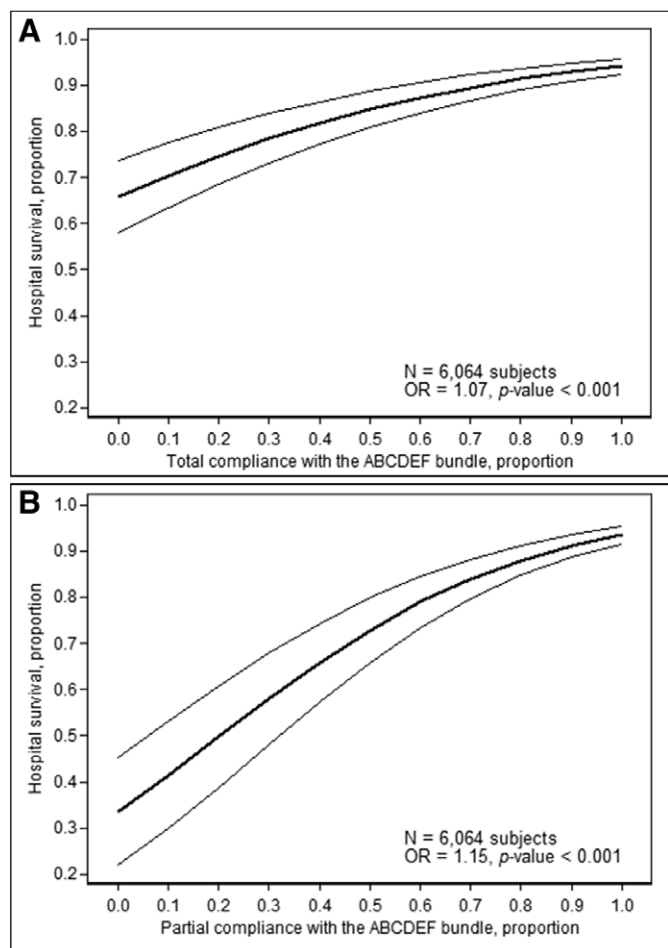 A
1.0
0.9
0.8
0.7
0.6
0.5
0.4
0.3
0.2
Hospital survival, proportion
N = 6,064 subjects
OR = 1.07, p-value < 0.001
0.0 0.1 0.2 0.3 0.4 0.5 0.6 0.7 0.8 0.9 1.0
Total compliance with the ABCDEF bundle, proportion
B
1.0
0.9
0.8
0.7
0.6
0.5
0.4
0.3
0.2
Hospital survival, proportion
N = 6,064 subjects
OR = 1.15, p-value < 0.001
0.0 0.1 0.2 0.3 0.4 0.5 0.6 0.7 0.8 0.9 1.0
Partial compliance with the ABCDEF bundle, proportion